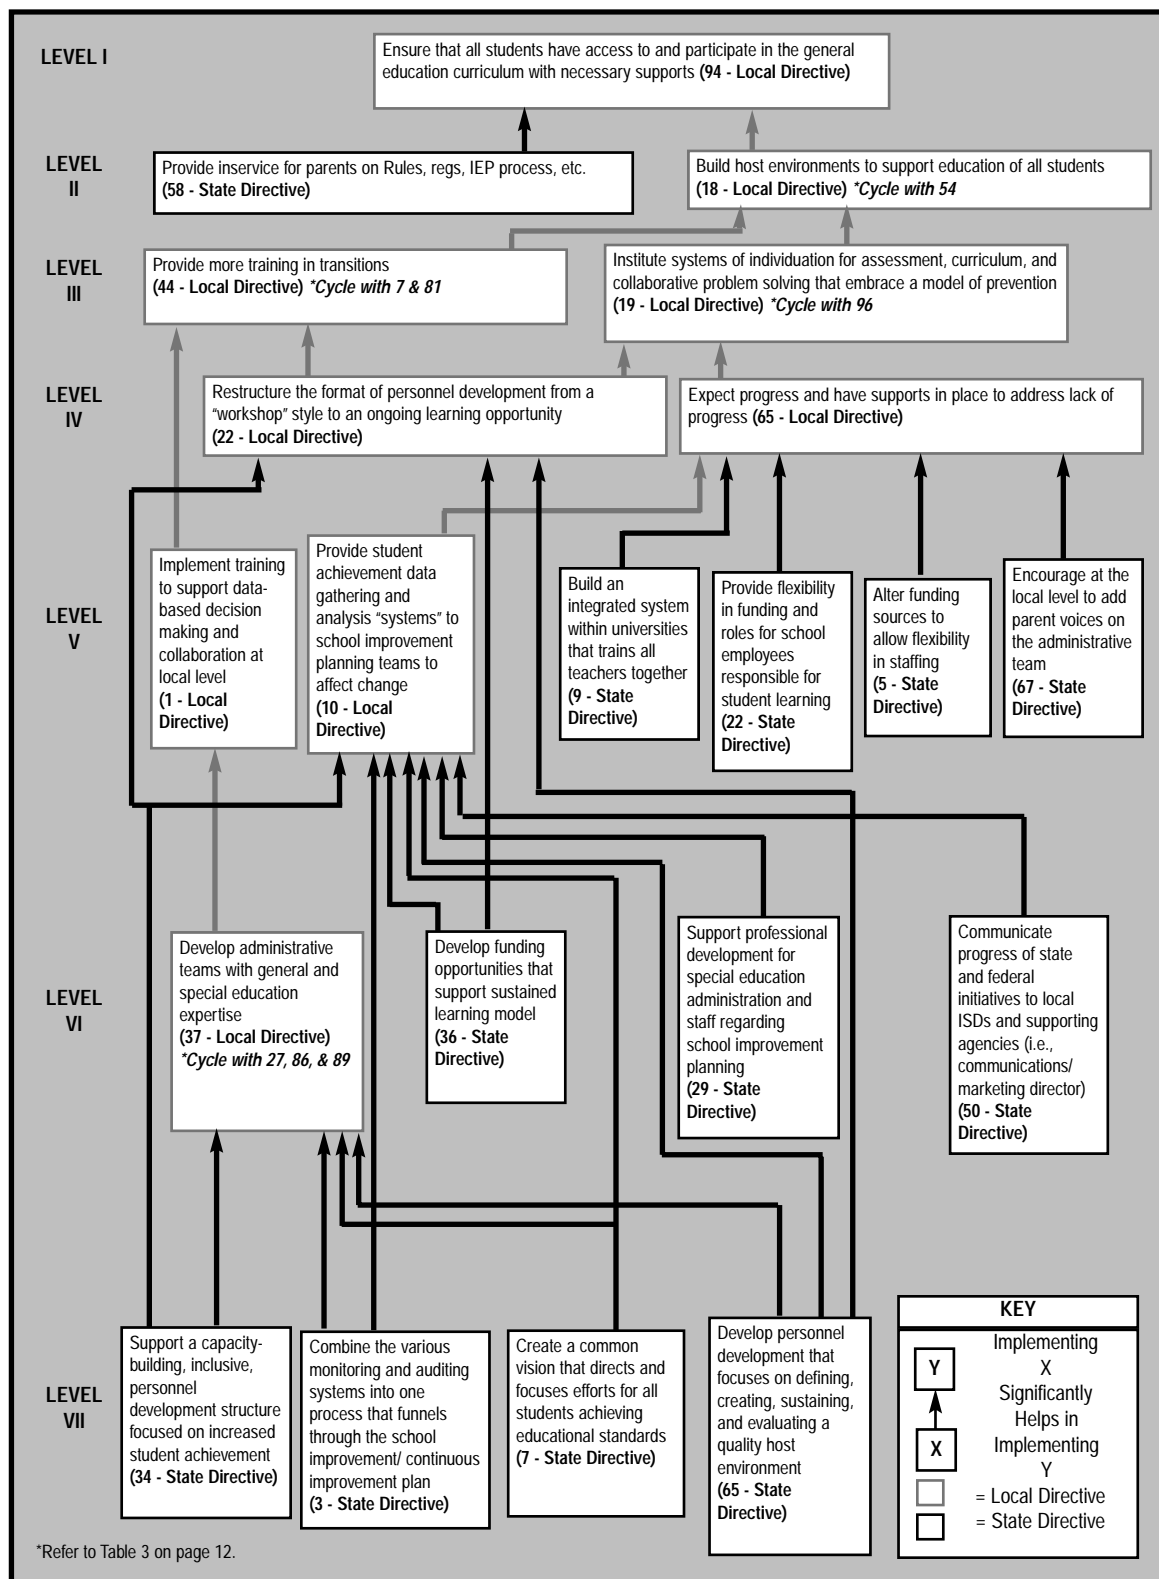 LEVEL I
Ensure that all students have access to and participate in the general
education curriculum with necessary supports (94 - Local Directive)
LEVEL
II
Provide inservice for parents on Rules, regs, IEP process, etc.
(58 - State Directive)
Build host environments to support education of all students
(18 - Local Directive) *Cycle with 54
LEVEL
III
Provide more training in transitions
(44 - Local Directive) *Cycle with 7 & 81
Institute systems of individuation for assessment, curriculum, and
collaborative problem solving that embrace a model of prevention
(19 - Local Directive) *Cycle with 96
LEVEL
IV
Restructure the format of personnel development from a
“workshop” style to an ongoing learning opportunity
(22 - Local Directive)
Expect progress and have supports in place to address lack of
progress (65 - Local Directive)
LEVEL
V
Implement training
to support data-
based decision
making and
collaboration at
local level
(1 - Local
Directive)
Provide student
achievement data
gathering and
analysis “systems” to
school improvement
planning teams to
affect change
(10 - Local
Directive)
Build an
integrated system
within universities
that trains all
teachers together
(9 - State
Directive)
Provide flexibility
in funding and
roles for school
employees
responsible for
student learning
(22 - State
Directive)
Alter funding
sources to
allow flexibility
in staffing
(5 - State
Directive)
Encourage at the
local level to add
parent voices on
the administrative
team
(67 - State
Directive)
LEVEL
VI
Develop administrative
teams with general and
special education
expertise
(37 - Local Directive)
*Cycle with 27, 86, & 89
Develop funding
opportunities that
support sustained
learning model
(36 - State
Directive)
Support professional
development for
special education
administration and
staff regarding
school improvement
planning
(29 - State
Directive)
Communicate
progress of state
and federal
initiatives to local
ISDs and supporting
agencies (i.e.,
communications/
marketing director)
(50 - State
Directive)
LEVEL
VII
Support a capacity-
building, inclusive,
personnel
development structure
focused on increased
student achievement
(34 - State Directive)
Combine the various
monitoring and auditing
systems into one
process that funnels
through the school
improvement/ continuous
improvement plan
(3 - State Directive)
Create a common
vision that directs and
focuses efforts for all
students achieving
educational standards
(7 - State Directive)
Develop personnel
development that
focuses on defining,
creating, sustaining,
and evaluating a
quality host
environment
(65 - State
Directive)
KEY
Y
X
Implementing
X
Significantly
Helps in
Implementing
Y
= Local Directive
= State Directive
*Refer to Table 3 on page 12.